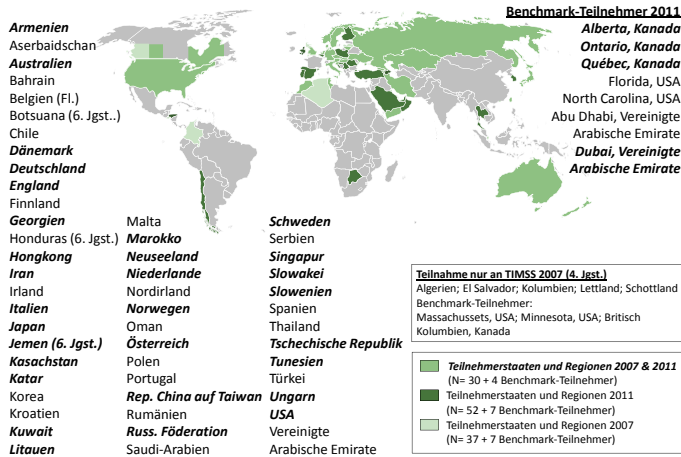 Armenien
Aserbaidschan
Australien
Bahrain
Belgien (Fl.)
Botsuana (6. Jgst..)
Chile
Dänemark
Deutschland
England
Finnland
Georgien
Honduras (6. Jgst.)
Hongkong
Iran
Irland
Italien
Japan
Jemen (6. Jgst.)
Kasachstan
Katar
Korea
Kroatien
Kuwait
Litauen
Malta
Marokko
Neuseeland
Niederlande
Nordirland
Norwegen
Oman
Österreich
Polen
Portugal
Rep. China auf Taiwan
Rumänien
Russ. Föderation
Saudi-Arabien
Schweden
Serbien
Singapur
Slowakei
Slowenien
Spanien
Thailand
Tschechische Republik
Tunesien
Türkei
Ungarn
USA
Vereinigte
Arabische Emirate
Benchmark-Teilnehmer 2011
Alberta, Kanada
Ontario, Kanada
Québec, Kanada
Florida, USA
North Carolina, USA
Abu Dhabi, Vereinigte
Arabische Emirate
Dubai, Vereinigte
Arabische Emirate
Teilnahme nur an TIMSS 2007 (4. Jgst.)
Algerien; El Salvador; Kolumbien; Lettland; Schottland
Benchmark-Teilnehmer:
Massachussets, USA; Minnesota, USA; Britisch
Kolumbien, Kanada
Teilnehmerstaaten und Regionen 2007 & 2011
(N= 30 + 4 Benchmark-Teilnehmer)
Teilnehmerstaaten und Regionen 2011
(N= 52 + 7 Benchmark-Teilnehmer)
Teilnehmerstaaten und Regionen 2007
(N= 37 + 7 Benchmark-Teilnehmer)